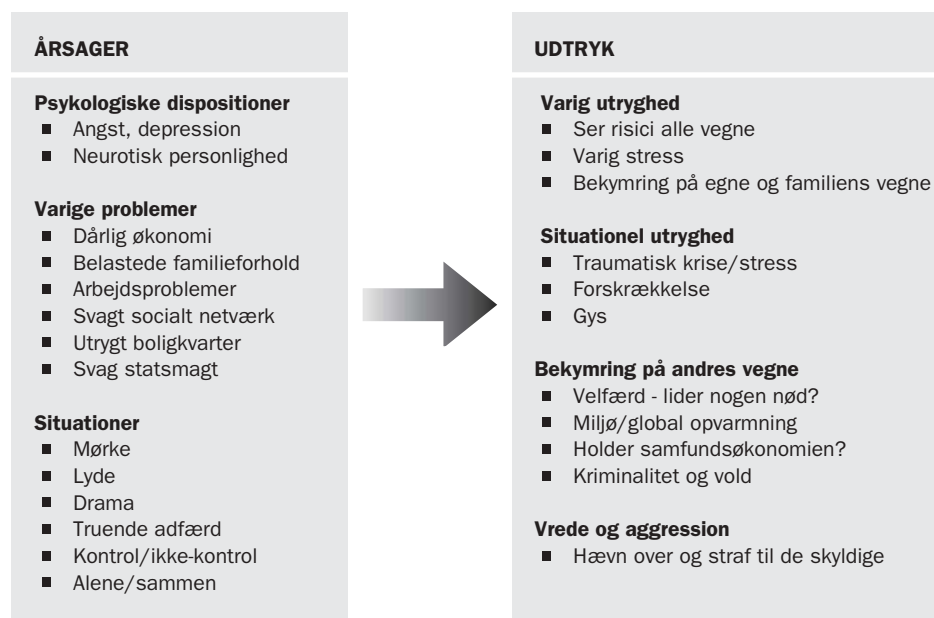 ÅRSAGER
Psykologiske dispositioner
■ Angst, depression
■ Neurotisk personlighed
Varige problemer
■ Dårlig økonomi
■ Belastede familieforhold
■ Arbejdsproblemer
■ Svagt socialt netværk
■ Utrygt boligkvarter
■ Svag statsmagt
Situationer
■ Mørke
■ Lyde
■ Drama
■ Truende adfærd
■ Kontrol/ikke-kontrol
■ Alene/sammen
UDTRYK
Varig utryghed
■ Ser risici alle vegne
■ Varig stress
■ Bekymring på egne og familiens vegne
Situationel utryghed
■ Traumatisk krise/stress
■ Forskrækkelse
■ Gys
Bekymring på andres vegne
■ Velfærd - lider nogen nød?
■ Miljø/global opvarmning
■ Holder samfundsøkonomien?
■ Kriminalitet og vold
Vrede og aggression
■ Hævn over og straf til de skyldige